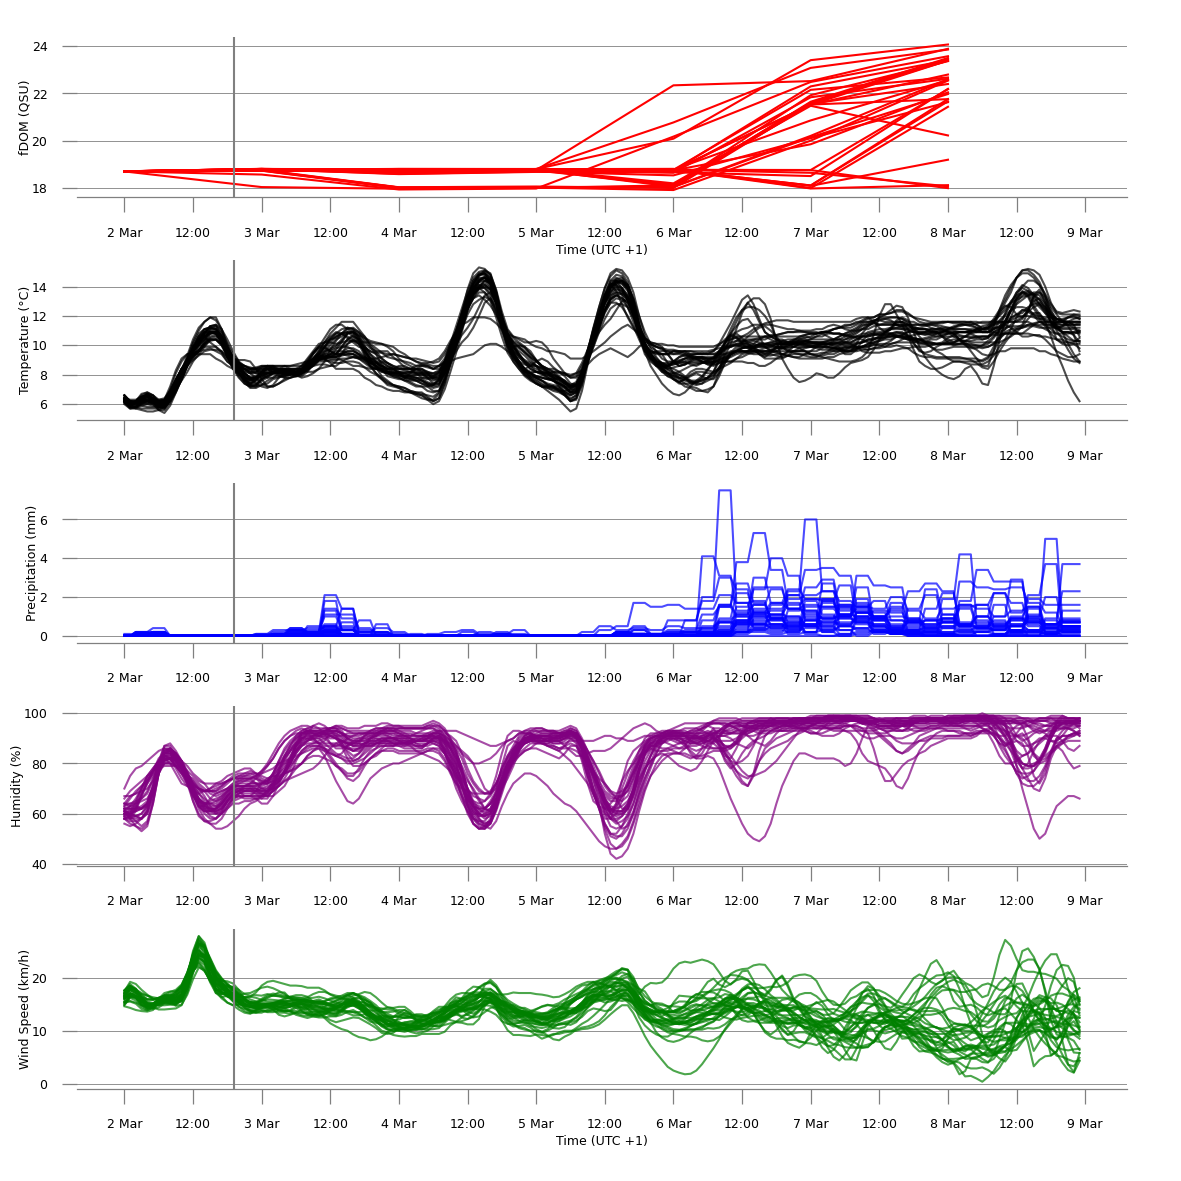 fDOM (QSU)
24
22
20
18
2 Mar 12:00 3 Mar 12:00 4 Mar 12:00 5 Mar 12:00 6 Mar 12:00 7 Mar 12:00 8 Mar 12:00 9 Mar
Time (UTC +1)
Temperature (°C)
14
12
10
8
6
2 Mar 12:00 3 Mar 12:00 4 Mar 12:00 5 Mar 12:00 6 Mar 12:00 7 Mar 12:00 8 Mar 12:00 9 Mar
Precipitation (mm)
6
4
2
0
2 Mar 12:00 3 Mar 12:00 4 Mar 12:00 5 Mar 12:00 6 Mar 12:00 7 Mar 12:00 8 Mar 12:00 9 Mar
Humidity (%)
100
80
60
40
2 Mar 12:00 3 Mar 12:00 4 Mar 12:00 5 Mar 12:00 6 Mar 12:00 7 Mar 12:00 8 Mar 12:00 9 Mar
Wind Speed (km/h)
20
10
0
2 Mar 12:00 3 Mar 12:00 4 Mar 12:00 5 Mar 12:00 6 Mar 12:00 7 Mar 12:00 8 Mar 12:00 9 Mar
Time (UTC +1)